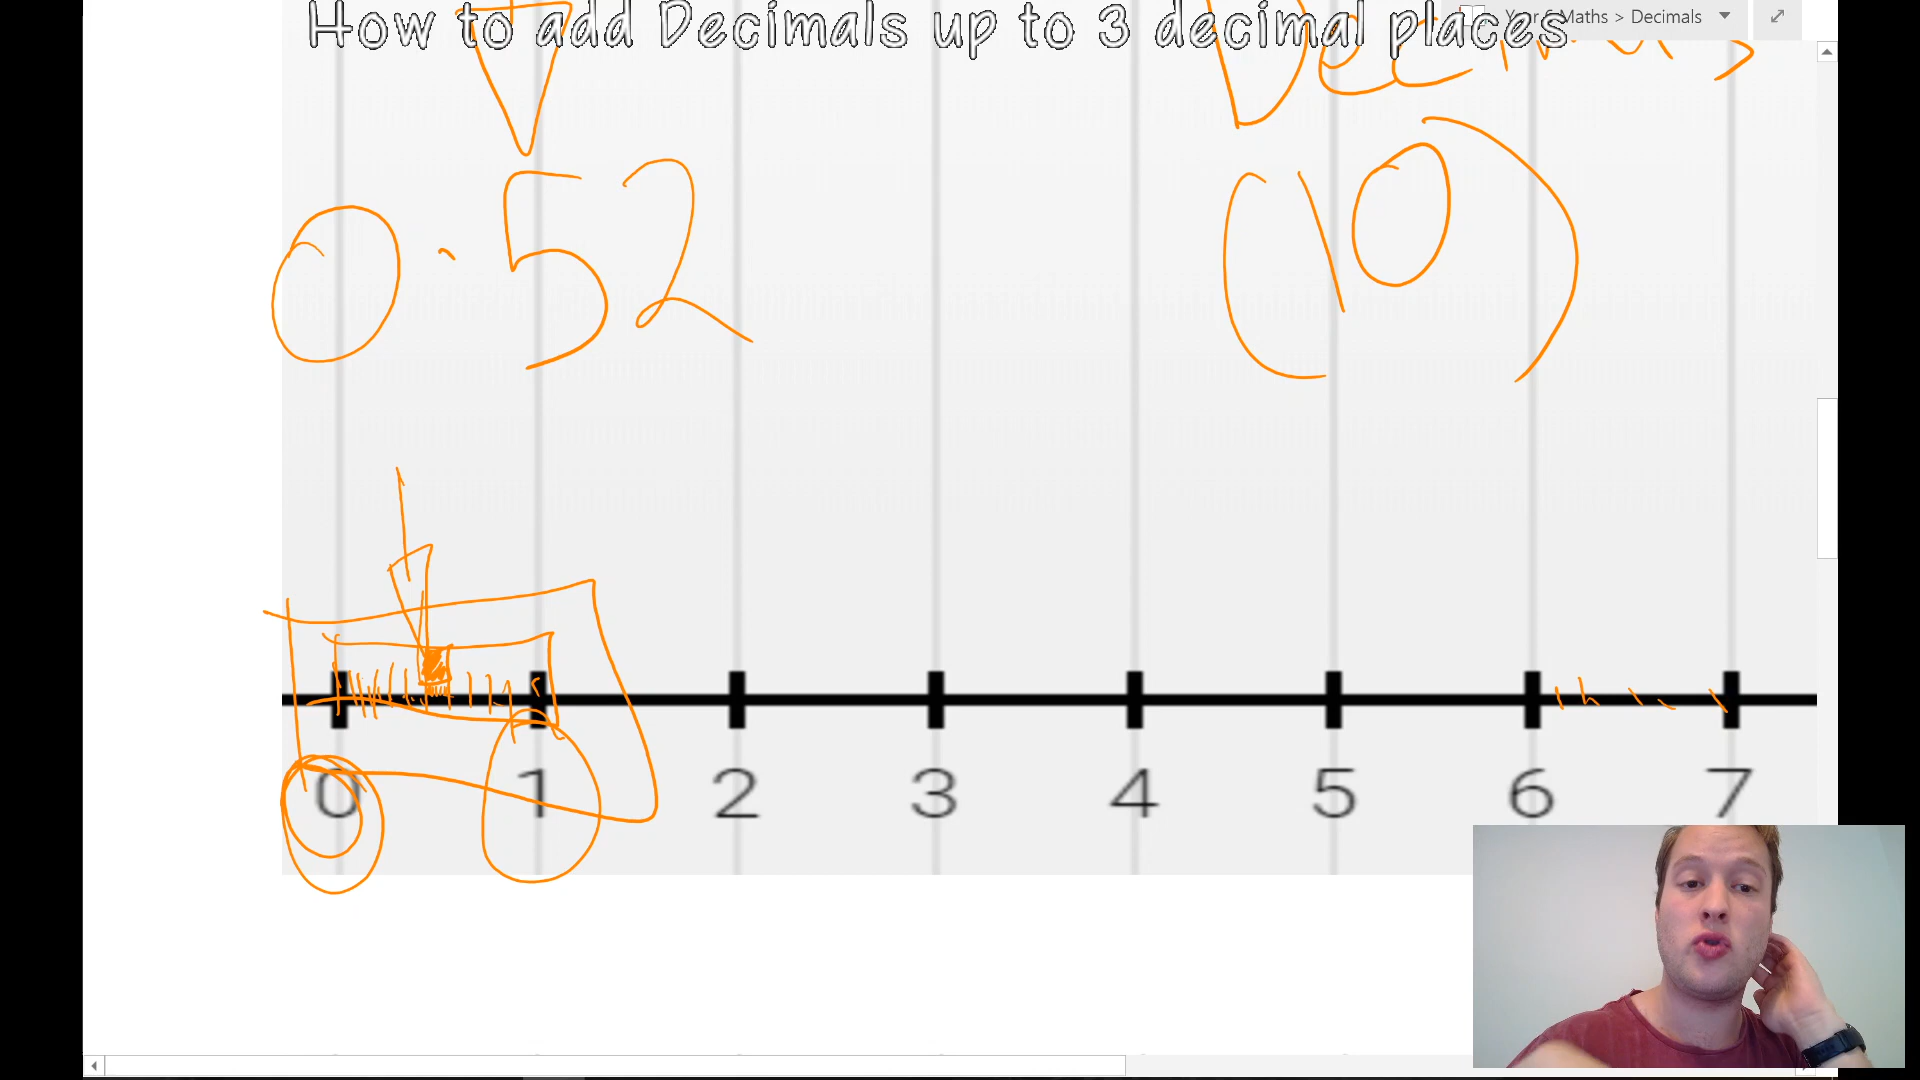 How to add Decimals up to 3 decimal places
Year 6 Maths > Decimals
Decimals
0.52
(10)
0 1 2 3 4 5 6 7